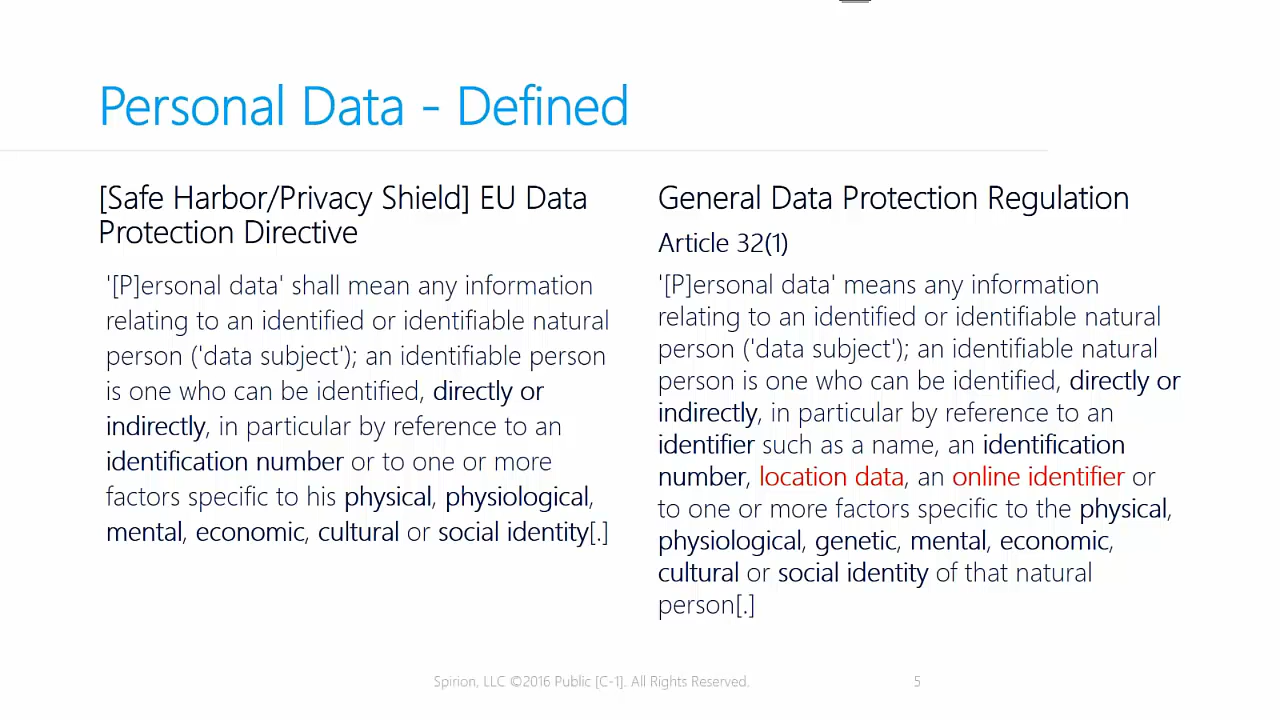 Personal Data - Defined
[Safe Harbor/Privacy Shield] EU Data
Protection Directive
'[P]ersonal data' shall mean any information
relating to an identified or identifiable natural
person ('data subject'); an identifiable person
is one who can be identified, directly or
indirectly, in particular by reference to an
identification number or to one or more
factors specific to his physical, physiological,
mental, economic, cultural or social identity[.]
General Data Protection Regulation
Article 32(1)
'[P]ersonal data' means any information
relating to an identified or identifiable natural
person ('data subject'); an identifiable natural
person is one who can be identified, directly or
indirectly, in particular by reference to an
identifier such as a name, an identification
number, location data, an online identifier or
to one or more factors specific to the physical,
physiological, genetic, mental, economic,
cultural or social identity of that natural
person[.]
Spirion, LLC ©2016 Public [C-1]. All Rights Reserved.
5